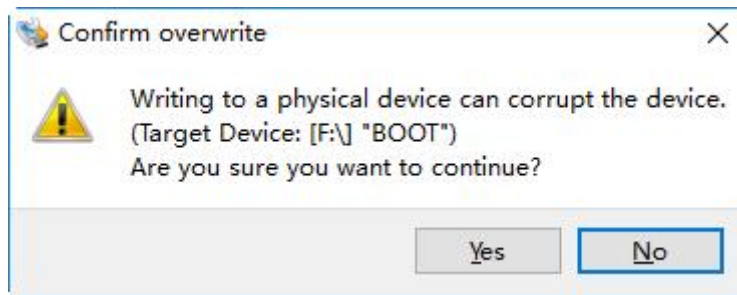 Confirm overwrite
Writing to a physical device can corrupt the device.
(Target Device: [F:\] "BOOT")
Are you sure you want to continue?
Yes
No